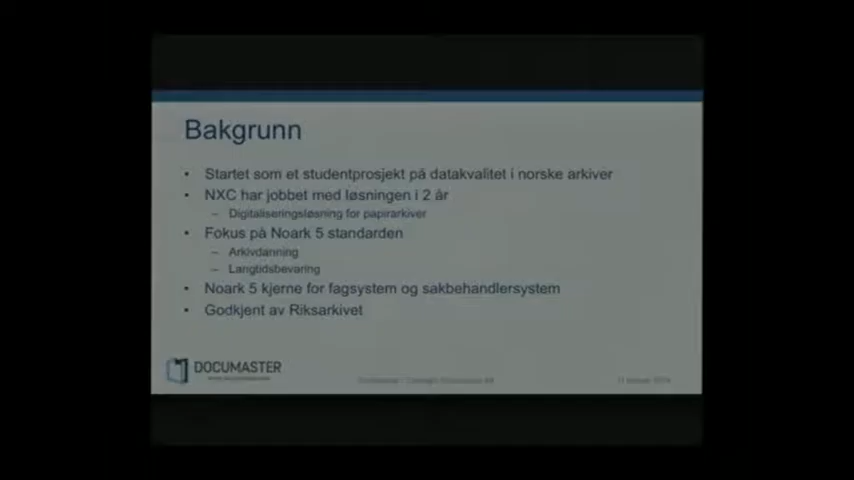 Bakgrunn
• Startet som et studentprosjekt på datakvalitet i norske arkiver
• NXC har jobbet med løsningen i 2 år
– Digitaliseringsløsning for papirarkiver
• Fokus på Noark 5 standarden
– Arkivdanning
– Langtidsbevaring
• Noark 5 kjerne for fagsystem og sakbehandlersystem
• Godkjent av Riksarkivet
DOCUMASTER